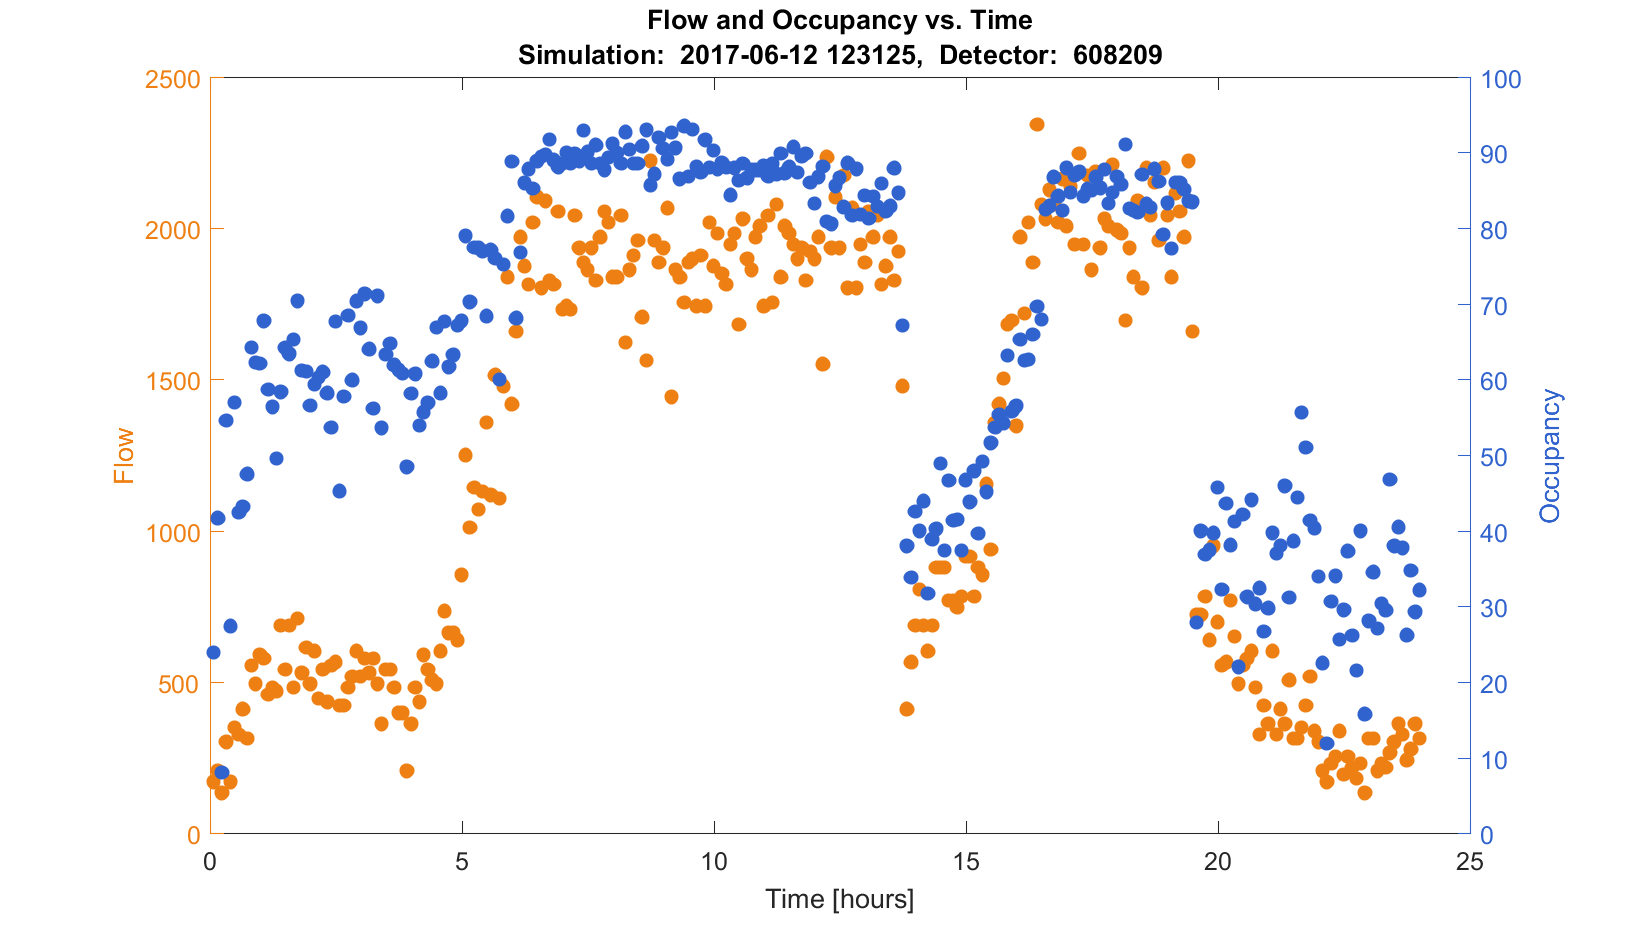 Flow and Occupancy vs. Time
Simulation:  2017-06-12 123125,  Detector:  608209
2500
2000
1500
1000
500
0
Flow
100
90
80
70
60
50
40
30
20
10
0
Occupancy
0 5 10 15 20 25
Time [hours]